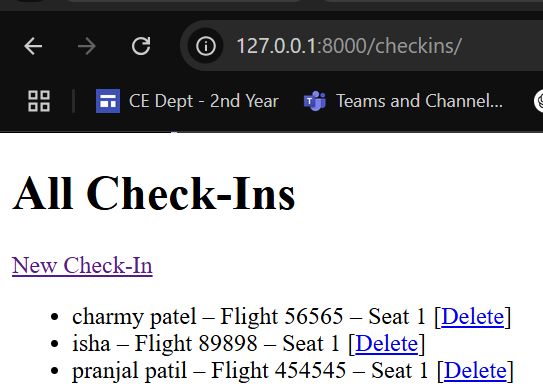 127.0.0.1:8000/checkins/
CE Dept - 2nd Year
Teams and Channel...
All Check-Ins
New Check-In
charmy patel – Flight 56565 – Seat 1 [Delete]
isha – Flight 89898 – Seat 1 [Delete]
pranjal patil – Flight 454545 – Seat 1 [Delete]